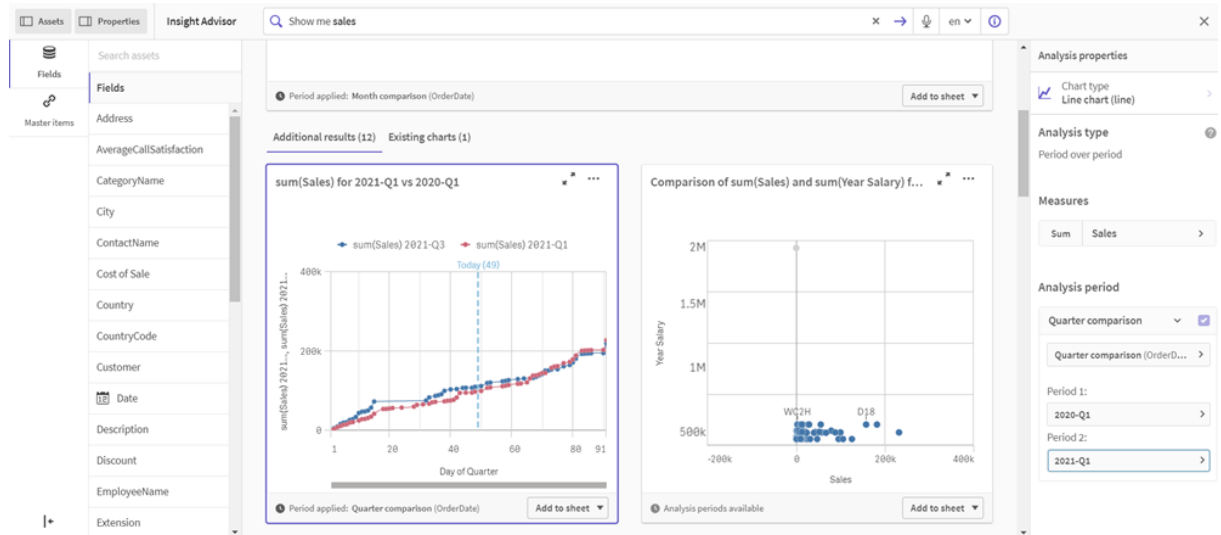 Assets
Properties
Insight Advisor
Show me sales
en
Fields
Master items
Search assets
Fields
Address
AverageCallSatisfaction
CategoryName
City
ContactName
Cost of Sale
Country
CountryCode
Customer
Date
Description
Discount
EmployeeName
Extension
Period applied: Month comparison (OrderDate)
Add to sheet
Additional results (12)
Existing charts (1)
sum(Sales) for 2021-Q1 vs 2020-Q1
sum(Sales) 2021-Q3
sum(Sales) 2021-Q1
Today (49)
sum(Sales) 2021..., sum(Sales) 2021...
400k
200k
0
1
20
40
60
80
91
Day of Quarter
Period applied: Quarter comparison (OrderDate)
Add to sheet
Comparison of sum(Sales) and sum(Year Salary) f...
Year Salary
2M
1.5M
1M
500k
WC2H
D18
-200k
0
200k
400k
Sales
Analysis periods available
Add to sheet
Analysis properties
Chart type
Line chart (line)
Analysis type
Period over period
Measures
Sum
Sales
Analysis period
Quarter comparison
Quarter comparison (OrderD...
Period 1:
2020-Q1
Period 2:
2021-Q1